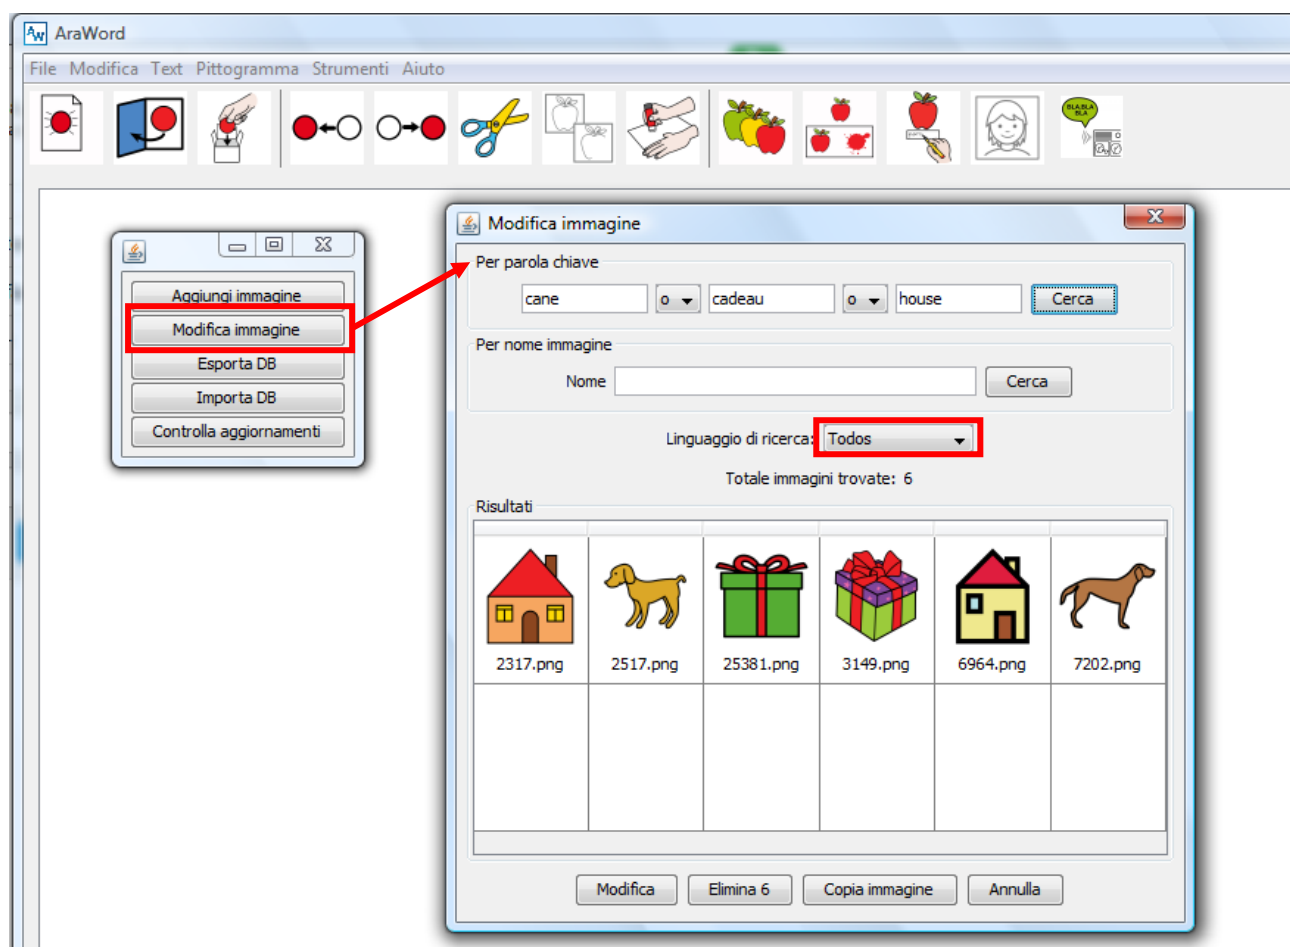 AW AraWord
File Modifica Text Pittogramma Strumenti Aiuto
BLABLA
BLA
Aggiungi immagine
Modifica immagine
Esporta DB
Importa DB
Controlla aggiornamenti
Modifica immagine
Per parola chiave
cane o cadeau o house Cerca
Per nome immagine
Nome Cerca
Linguaggio di ricerca: Todos
Totale immagini trovate: 6
Risultati
2317.png 2517.png 25381.png 3149.png 6964.png 7202.png
Modifica Elimina 6 Copia immagine Annulla